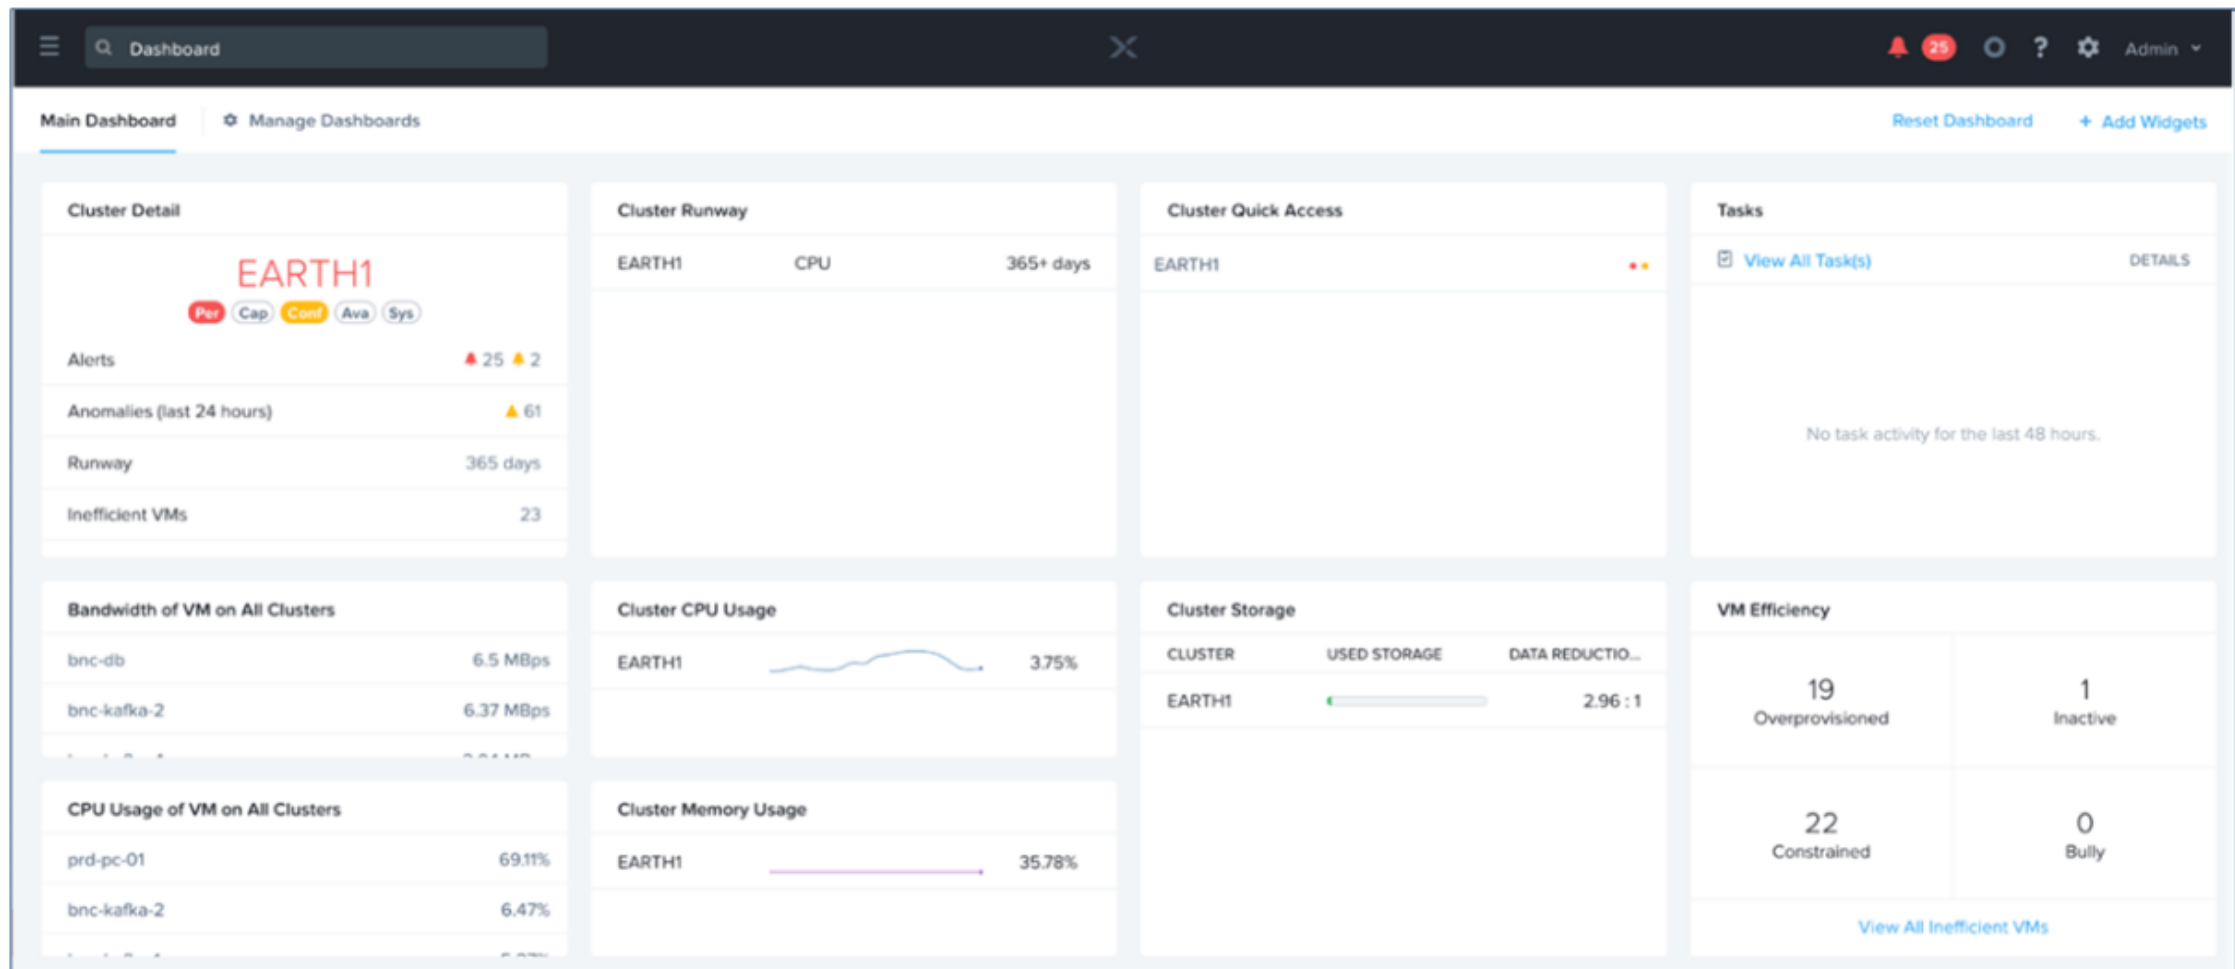 Dashboard
25
?
Admin
Main Dashboard
Manage Dashboards
Reset Dashboard
+ Add Widgets
Cluster Detail
EARTH1
Per Cap Conf Ava Sys
Alerts 25 2
Anomalies (last 24 hours) 61
Runway 365 days
Inefficient VMs 23
Cluster Runway
EARTH1 CPU 365+ days
Cluster Quick Access
EARTH1
Tasks
View All Task(s) DETAILS
No task activity for the last 48 hours.
Bandwidth of VM on All Clusters
bnc-db 6.5 MBps
bnc-kafka-2 6.37 MBps
Cluster CPU Usage
EARTH1 3.75%
Cluster Storage
CLUSTER USED STORAGE DATA REDUCTIO...
EARTH1 2.96 : 1
VM Efficiency
19
Overprovisioned
1
Inactive
22
Constrained
0
Bully
View All Inefficient VMs
CPU Usage of VM on All Clusters
prd-pc-01 69.11%
bnc-kafka-2 6.47%
Cluster Memory Usage
EARTH1 35.78%